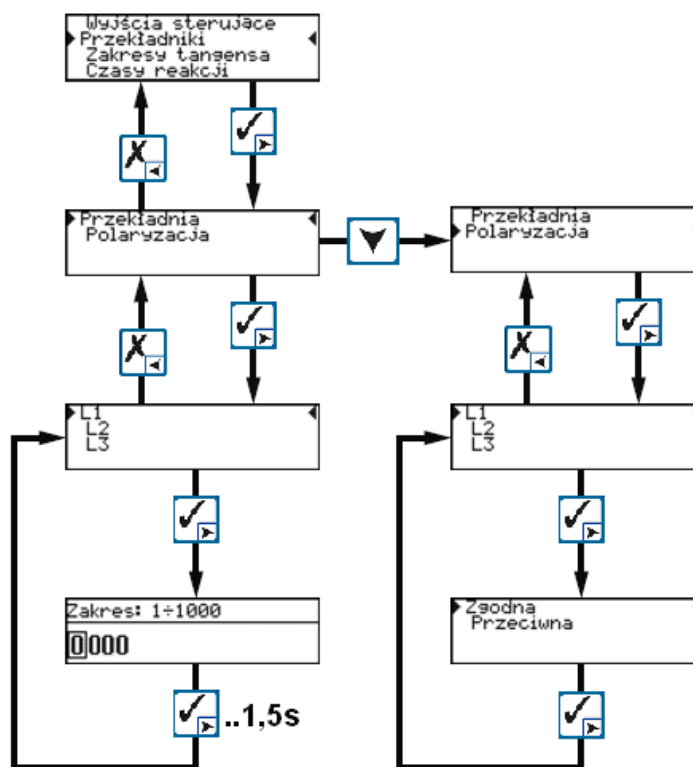 Wyjścia sterujące
Przekładniki
Zakresy tangensa
Czasy reakcji
Przekładnia
Polaryzacja
Przekładnia
Polaryzacja
L1
L2
L3
L1
L2
L3
Zakres: 1÷1000
0000
Zgodna
Przeciwna
..1,5s